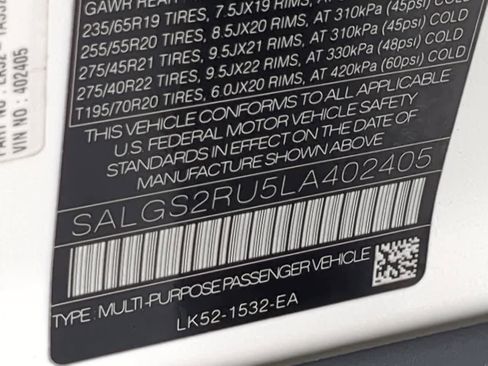 GAWR REAR
235/65R19 TIRES, 7.5JX19 RIMS, AT 310kPa (45psi) COLD
255/55R20 TIRES, 8.5JX20 RIMS, AT 310kPa (45psi) COLD
275/45R21 TIRES, 9.5JX21 RIMS, AT 310kPa (45psi) COLD
275/40R22 TIRES, 9.5JX22 RIMS, AT 330kPa (48psi) COLD
T195/70R20 TIRES, 6.0JX20 RIMS, AT 420kPa (60psi) COLD
THIS VEHICLE CONFORMS TO ALL APPLICABLE
U.S. FEDERAL MOTOR VEHICLE SAFETY
AND THEFT PREVENTION STANDARDS IN EFFECT
ON THE DATE OF MANUFACTURE SHOWN ABOVE
SALGS2RU5LA402405
TYPE : MULTI-PURPOSE PASSENGER VEHICLE
LK52-1532-EA
VIN NO : 402405